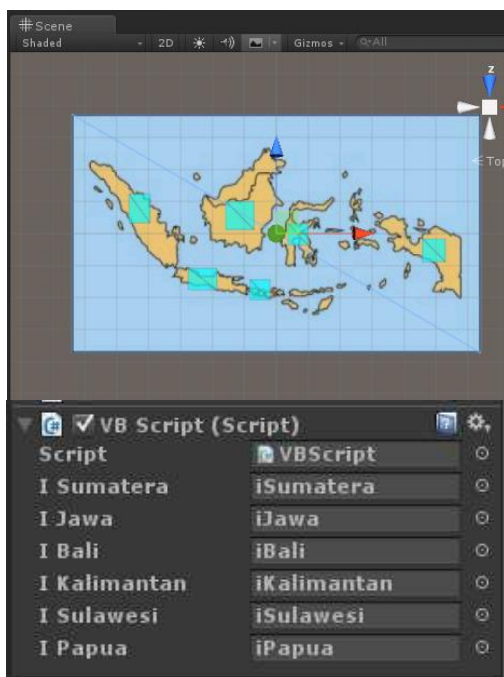 Scene
Shaded 2D Gizmos Q▾All
z
Top
VB Script (Script)
Script VBScript
I Sumatera iSumatera
I Jawa iJawa
I Bali iBali
I Kalimantan iKalimantan
I Sulawesi iSulawesi
I Papua iPapua